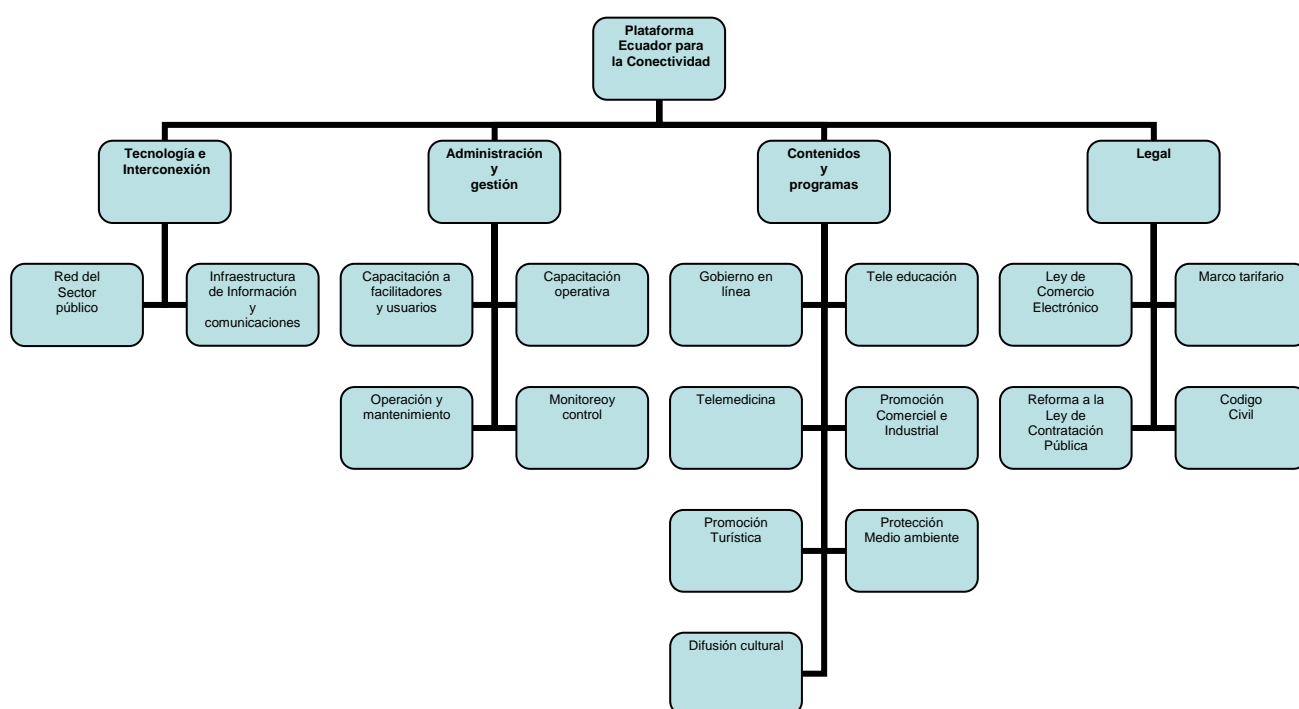 Plataforma
Ecuador para
la Conectividad
Tecnología e
Interconexión
Administración
y
gestión
Contenidos
y
programas
Legal
Red del
Sector
público
Infraestructura
de Información
y
comunicaciones
Capacitación a
facilitadores
y usuarios
Capacitación
operativa
Gobierno en
línea
Tele educación
Ley de
Comercio
Electrónico
Marco tarifario
Operación y
mantenimiento
Monitoreoy
control
Telemedicina
Promoción
Comerciel e
Industrial
Reforma a la
Ley de
Contratación
Pública
Codigo
Civil
Promoción
Turística
Protección
Medio ambiente
Difusión cultural